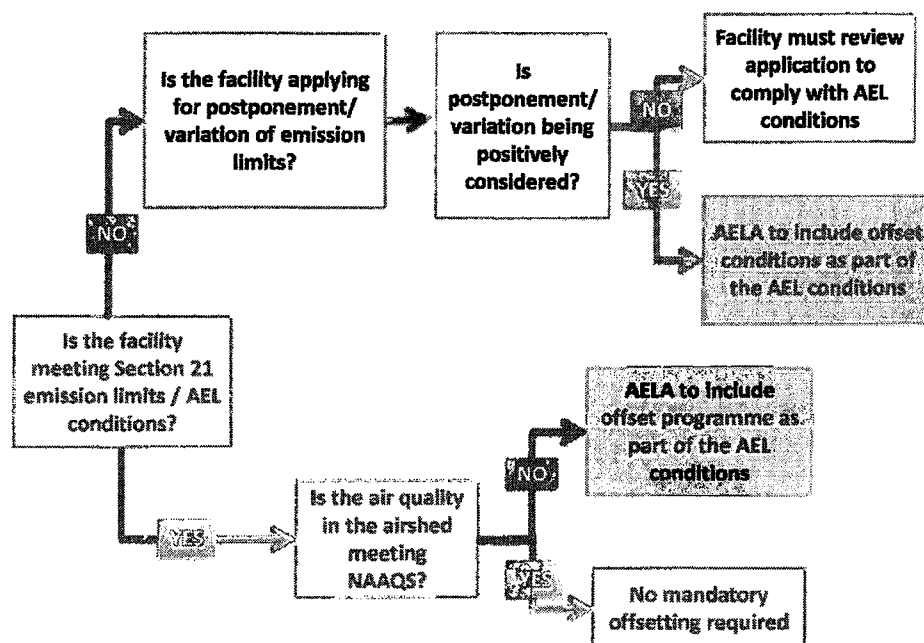 Is the facility
meeting Section 21
emission limits / AEL
conditions?
NO
Is the facility applying
for postponement/
variation of emission
limits?
Is
postponement/
variation being
positively
considered?
NO
Facility must review
application to
comply with AEL
conditions
YES
AELA to include offset
conditions as part of
the AEL conditions
YES
Is the air quality
in the airshed
meeting
NAAQS?
NO
AELA to include
offset programme as
part of the AEL
conditions
YES
No mandatory
offsetting required